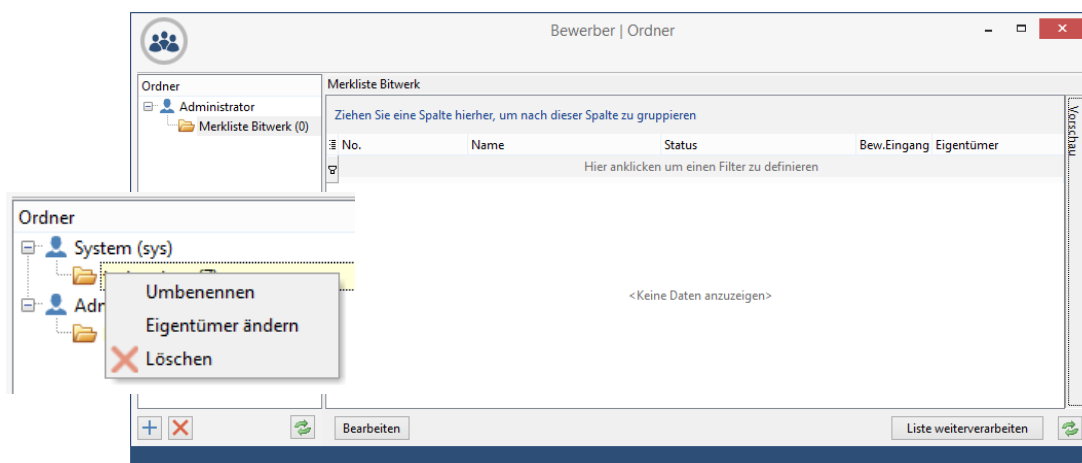 Bewerber | Ordner
Ordner
Administrator
Merkliste Bitwerk (0)
Merkliste Bitwerk
Ziehen Sie eine Spalte hierher, um nach dieser Spalte zu gruppieren
No. Name Status Bew.Eingang Eigentümer
Hier anklicken um einen Filter zu definieren
<Keine Daten anzuzeigen>
Vorschau
Ordner
System (sys)
Adr
Umbenennen
Eigentümer ändern
Löschen
Bearbeiten
Liste weiterverarbeiten